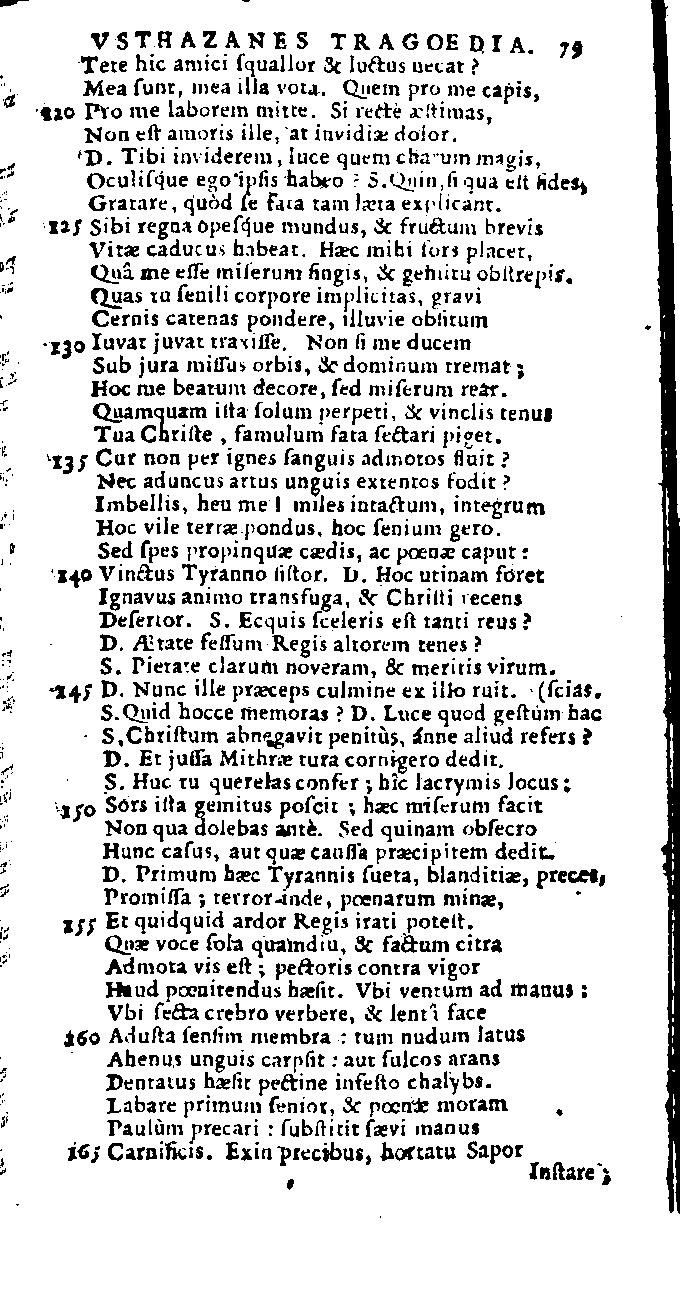 VSTHAZANES TRAGOEDIA. 79
Tete hic amici ſquallor & luctus necat ?
Mea ſunt, mea illa vota. Quem pro me capis,
120 Pro me laborem mitte. Si rectè æſtimas,
Non eſt amoris ille, at invidiæ dolor.
D. Tibi inviderem, luce quem charum magis,
Oculiſque ego ipſis habeo ? S. Quin, ſi qua eſt fides,
Gratare, quòd ſe fata tam læta explicant.
125 Sibi regna opeſque mundus, & fructum brevis
Vitæ caducus habeat. Hæc mihi ſors placet,
Quâ me eſſe miſerum fingis, & gemitu obſtrepis.
Quas tu ſenili corpore implicitas, gravi
Cernis catenas pondere, illuvie obſitum
130 Iuvat juvat traxiſſe. Non ſi me ducem
Sub jura miſſus orbis, & dominum tremat ;
Hoc me beatum decore, ſed miſerum rear.
Quamquam iſta ſolum perpeti, & vinclis tenus
Tua Chriſte , famulum fata ſectari piget.
135 Cur non per ignes ſanguis admotos fluit ?
Nec aduncus artus unguis extentos fodit ?
Imbellis, heu me ! miles intactum, integrum
Hoc vile terræ pondus, hoc ſenium gero.
Sed ſpes propinquæ cædis, ac pœnæ caput :
140 Vinctus Tyranno ſiſtor. D. Hoc utinam foret
Ignavus animo transfuga, & Chriſti recens
Deſertor. S. Ecquis ſceleris eſt tanti reus ?
D. Ætate feſſum Regis altorem tenes ?
S. Pietate clarum noveram, & meritis virum.
145 D. Nunc ille præceps culmine ex illo ruit. (ſcias.
S. Quid hocce memoras ? D. Luce quod geſtum hac
S. Chriſtum abnegavit penitùs, ánne aliud refers ?
D. Et juſſa Mithræ tura cornigero dedit.
S. Huc tu querelas confer ; hîc lacrymis locus :
150 Sors iſta gemitus poſcit ; hæc miſerum facit
Non qua dolebas antè. Sed quinam obſecro
Hunc caſus, aut quæ cauſſa præcipitem dedit.
D. Primum hæc Tyrannis ſueta, blanditiæ, preces,
Promiſſa ; terror inde, pœnarum minæ,
155 Et quidquid ardor Regis irati poteſt.
Quæ voce ſola quamdiu, & factum citra
Admota vis eſt ; pectoris contra vigor
Haud pœnitendus hæſit. Vbi ventum ad manus :
Vbi ſecta crebro verbere, & lentâ face
160 Aduſta ſenſim membra : tum nudum latus
Ahenus unguis carpſit : aut ſulcos arans
Dentatus hæſit pectine infeſto chalybs.
Labare primum ſenior, & pœnæ moram
Paulùm precari : ſubſtitit ſævi manus
165 Carnificis. Exin precibus, hortatu Sapor
Inſtare ;